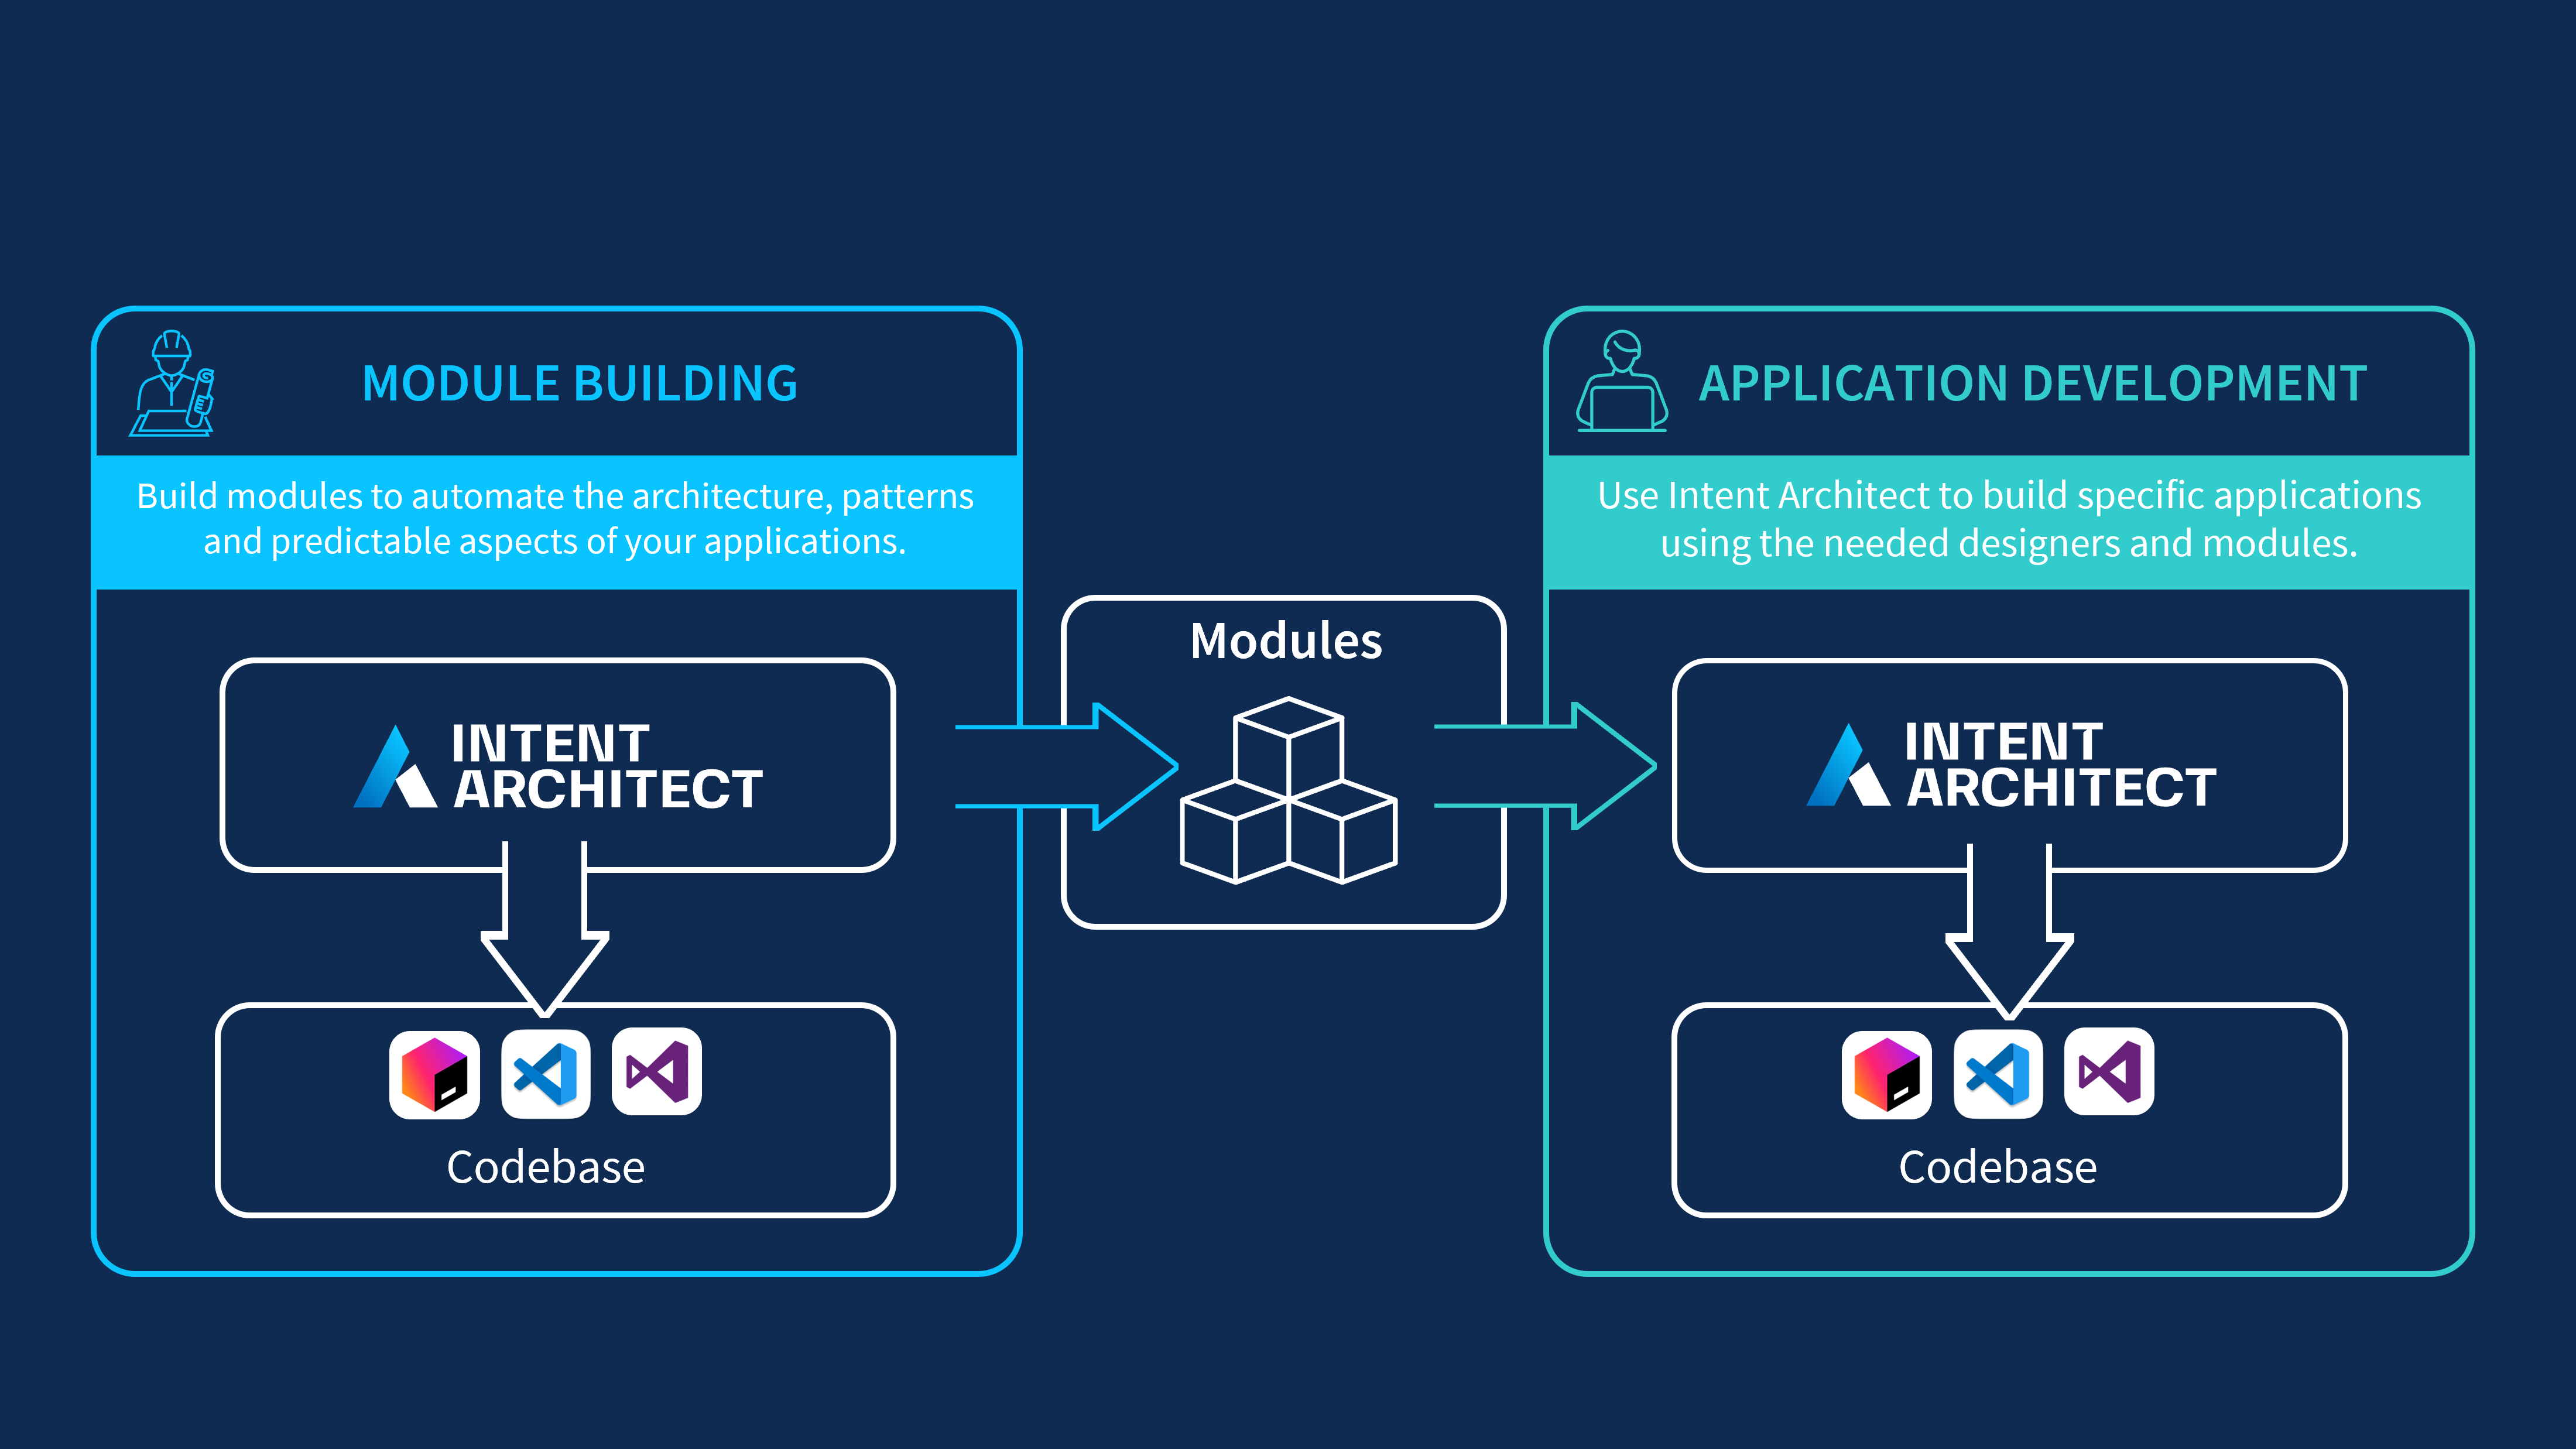 MODULE BUILDING
Build modules to automate the architecture, patterns
and predictable aspects of your applications.
INTENT
ARCHITECT
Codebase
Modules
APPLICATION DEVELOPMENT
Use Intent Architect to build specific applications
using the needed designers and modules.
INTENT
ARCHITECT
Codebase